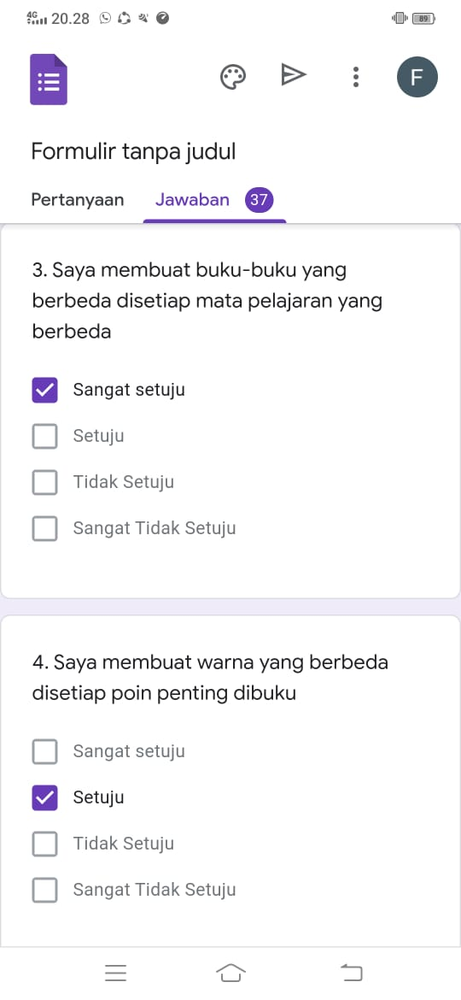 4G 20.28 89
F
Formulir tanpa judul
Pertanyaan Jawaban 37
3. Saya membuat buku-buku yang
berbeda disetiap mata pelajaran yang
berbeda
Sangat setuju
Setuju
Tidak Setuju
Sangat Tidak Setuju
4. Saya membuat warna yang berbeda
disetiap poin penting dibuku
Sangat setuju
Setuju
Tidak Setuju
Sangat Tidak Setuju